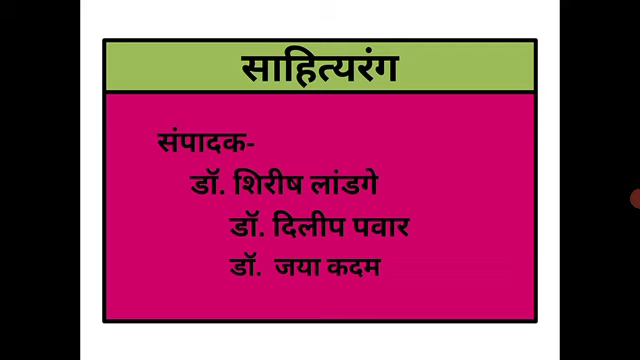 साहित्यरंग
संपादक-
डॉ. शिरीष लांडगे
डॉ. दिलीप पवार
डॉ. जया कदम